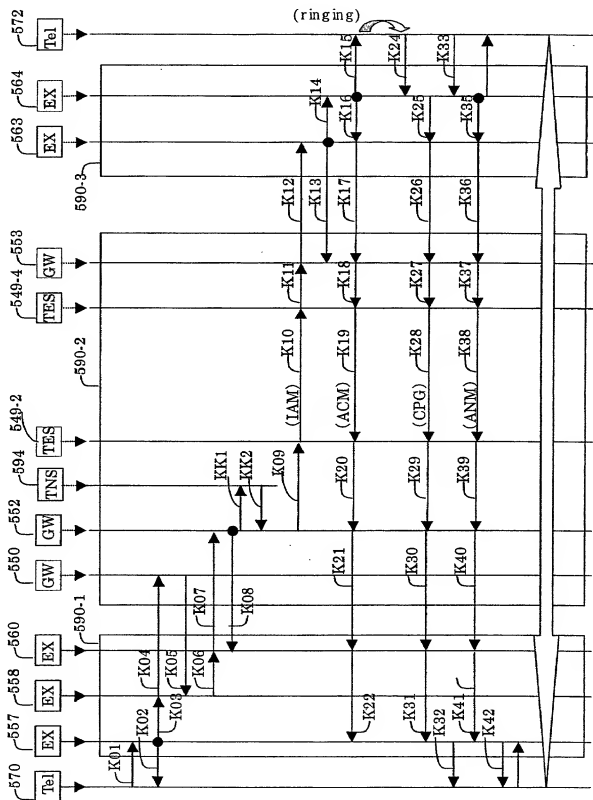 (ringing)
572
Tel
564
EX
563
EX
590-3
553
GW
549-4
TES
590-2
549-2
TES
594
TNS
552
GW
550
GW
590-1
560
EX
558
EX
557
EX
570
Tel
K01
K02
K03
K04
K05
K06
K07
K08
KK1
KK2
K09
(IAM)
K10
K11
K12
K13
K14
K15
K16
K17
K18
(ACM)
K19
K20
K21
K22
K24
K25
K26
K27
(CPG)
K28
K29
K30
K31
K32
K33
K35
K36
K37
(ANM)
K38
K39
K40
K41
K42